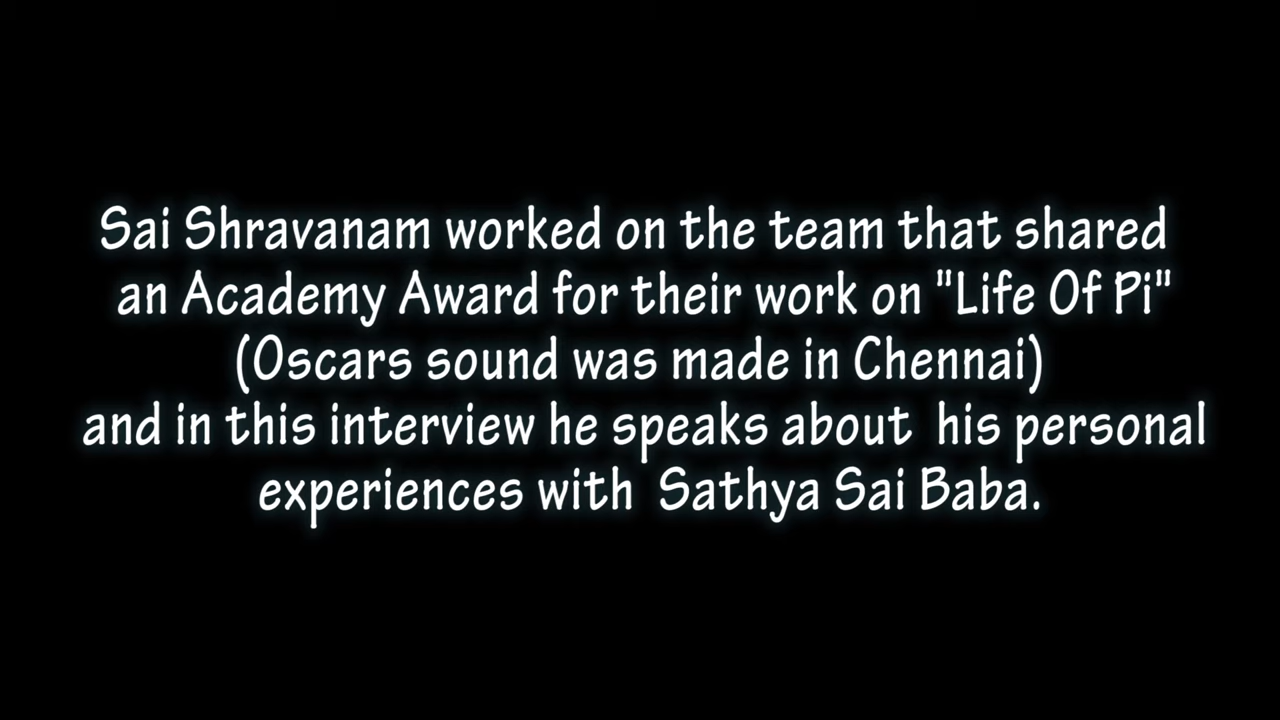 Sai Shravanam worked on the team that shared
an Academy Award for their work on "Life Of Pi"
(Oscars sound was made in Chennai)
and in this interview he speaks about  his personal
experiences with  Sathya Sai Baba.